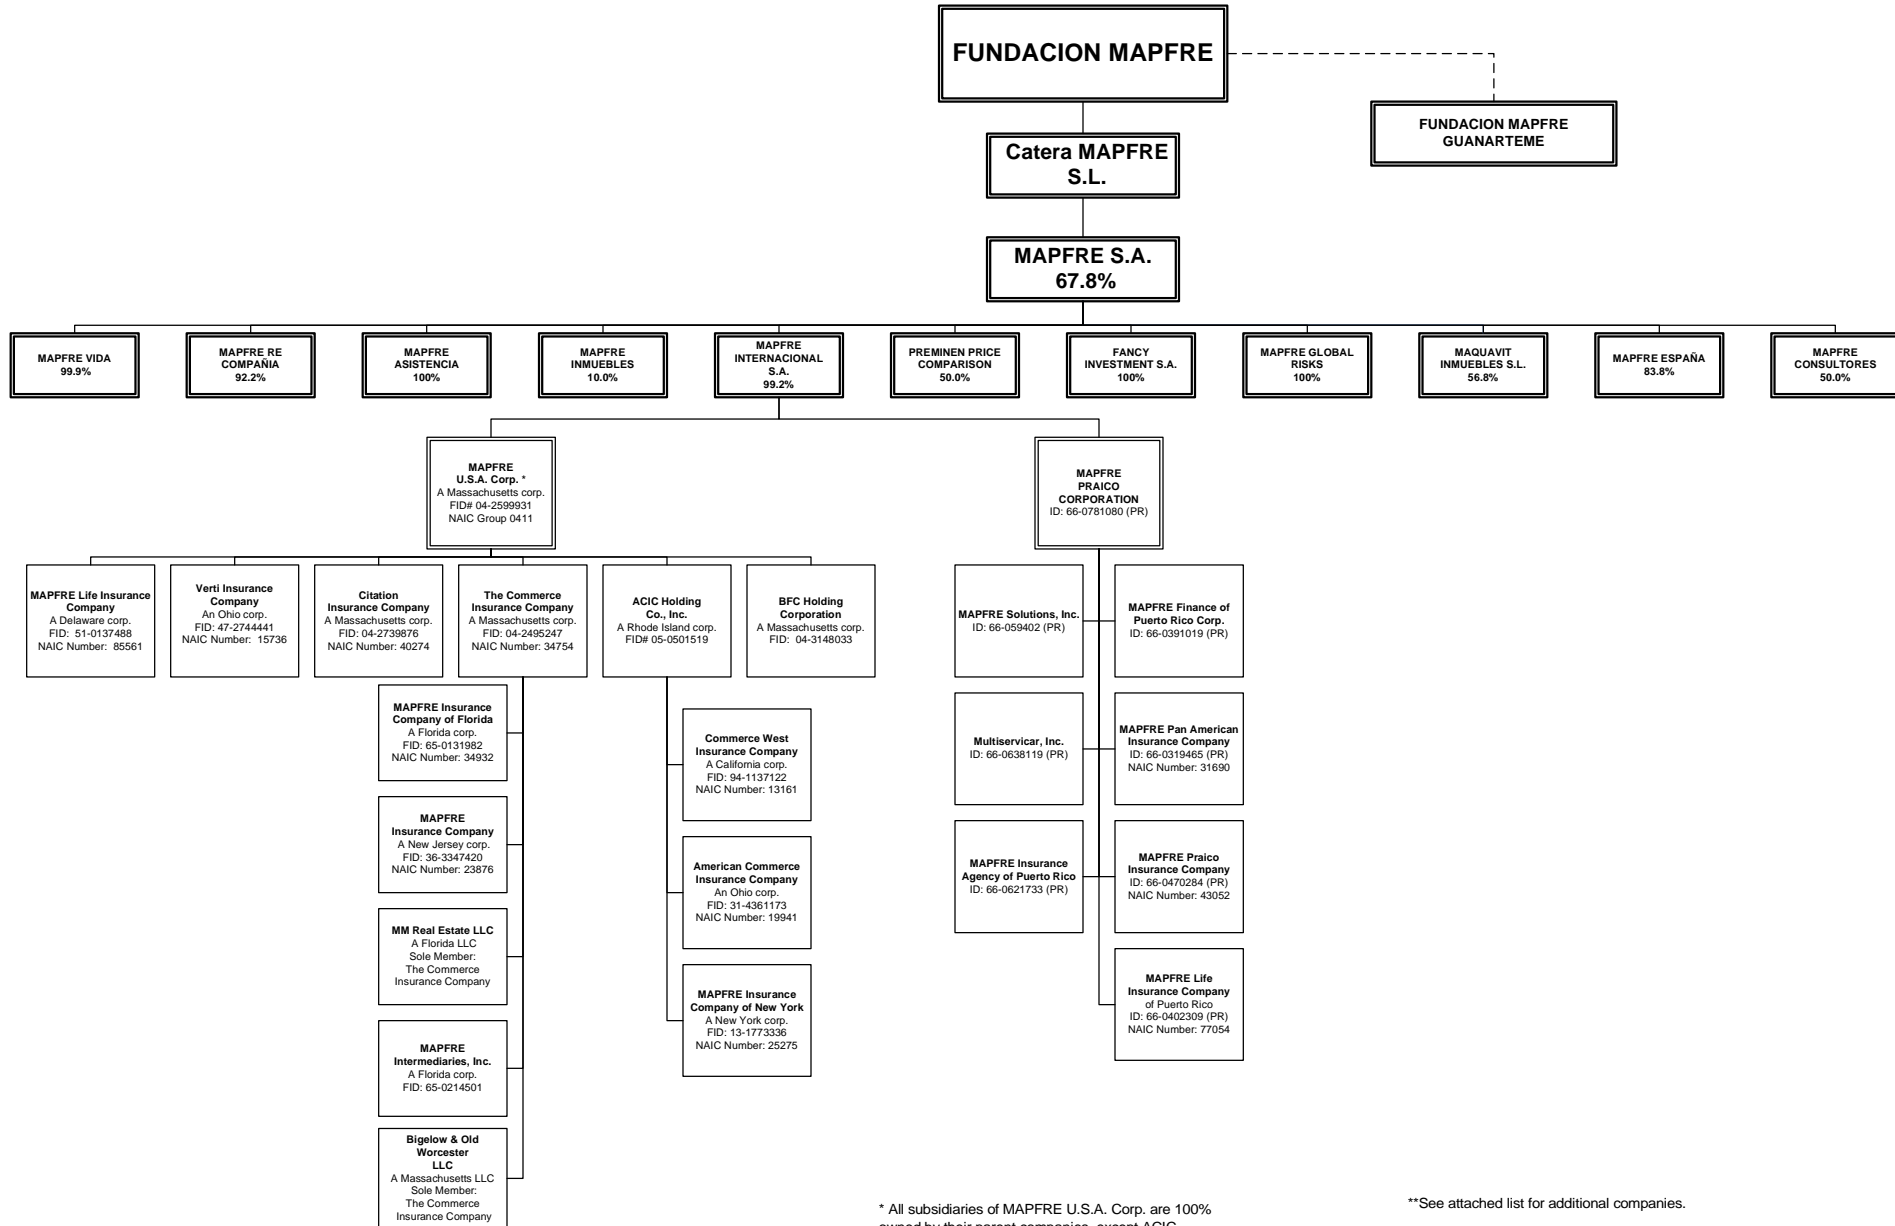 FUNDACION MAPFRE
FUNDACION MAPFRE
GUANARTEME
Catera MAPFRE
S.L.
MAPFRE S.A.
67.8%
MAPFRE VIDA
99.9%
MAPFRE RE
COMPAÑIA
92.2%
MAPFRE
ASISTENCIA
100%
MAPFRE
INMUEBLES
10.0%
MAPFRE
INTERNACIONAL
S.A.
99.2%
PREMINEN PRICE
COMPARISON
50.0%
FANCY
INVESTMENT S.A.
100%
MAPFRE GLOBAL
RISKS
100%
MAQUAVIT
INMUEBLES S.L.
56.8%
MAPFRE ESPAÑA
83.8%
MAPFRE
CONSULTORES
50.0%
MAPFRE
U.S.A. Corp. *
A Massachusetts corp.
FID# 04-2599931
NAIC Group 0411
MAPFRE
PRAICO
CORPORATION
ID: 66-0781080 (PR)
MAPFRE Life Insurance
Company
A Delaware corp.
FID: 51-0137488
NAIC Number: 85561
Verti Insurance
Company
An Ohio corp.
FID: 47-2744441
NAIC Number: 15736
Citation
Insurance Company
A Massachusetts corp.
FID: 04-2739876
NAIC Number: 40274
The Commerce
Insurance Company
A Massachusetts corp.
FID: 04-2495247
NAIC Number: 34754
ACIC Holding
Co., Inc.
A Rhode Island corp.
FID# 05-0501519
BFC Holding
Corporation
A Massachusetts corp.
FID: 04-3148033
MAPFRE Solutions, Inc.
ID: 66-059402 (PR)
MAPFRE Finance of
Puerto Rico Corp.
ID: 66-0391019 (PR)
MAPFRE Insurance
Company of Florida
A Florida corp.
FID: 65-0131982
NAIC Number: 34932
Commerce West
Insurance Company
A California corp.
FID: 94-1137122
NAIC Number: 13161
Multiservicar, Inc.
ID: 66-0638119 (PR)
MAPFRE Pan American
Insurance Company
ID: 66-0319465 (PR)
NAIC Number: 31690
MAPFRE
Insurance Company
A New Jersey corp.
FID: 36-3347420
NAIC Number: 23876
American Commerce
Insurance Company
An Ohio corp.
FID: 31-4361173
NAIC Number: 19941
MAPFRE Insurance
Agency of Puerto Rico
ID: 66-0621733 (PR)
MAPFRE Praico
Insurance Company
ID: 66-0470284 (PR)
NAIC Number: 43052
MM Real Estate LLC
A Florida LLC
Sole Member:
The Commerce
Insurance Company
MAPFRE Insurance
Company of New York
A New York corp.
FID: 13-1773336
NAIC Number: 25275
MAPFRE Life
Insurance Company
of Puerto Rico
ID: 66-0402309 (PR)
NAIC Number: 77054
MAPFRE
Intermediaries, Inc.
A Florida corp.
FID: 65-0214501
Bigelow & Old
Worcester
LLC
A Massachusetts LLC
Sole Member:
The Commerce
Insurance Company
* All subsidiaries of MAPFRE U.S.A. Corp. are 100%
owned by their parent companies, except ACIC
**See attached list for additional companies.